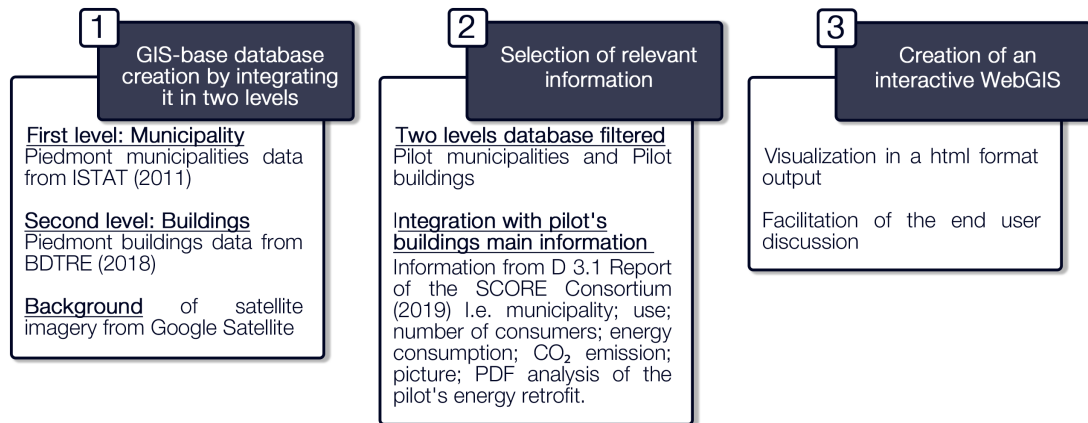 1
GIS-base database
creation by integrating
it in two levels
First level: Municipality
Piedmont municipalities data
from ISTAT (2011)
Second level: Buildings
Piedmont buildings data from
BDTRE (2018)
Background of satellite
imagery from Google Satellite
2
Selection of relevant
information
Two levels database filtered
Pilot municipalities and Pilot
buildings
Integration with pilot's
buildings main information
Information from D 3.1 Report
of the SCORE Consortium
(2019) I.e. municipality; use;
number of consumers; energy
consumption; CO₂ emission;
picture; PDF analysis of the
pilot's energy retrofit.
3
Creation of an
interactive WebGIS
Visualization in a html format
output
Facilitation of the end user
discussion